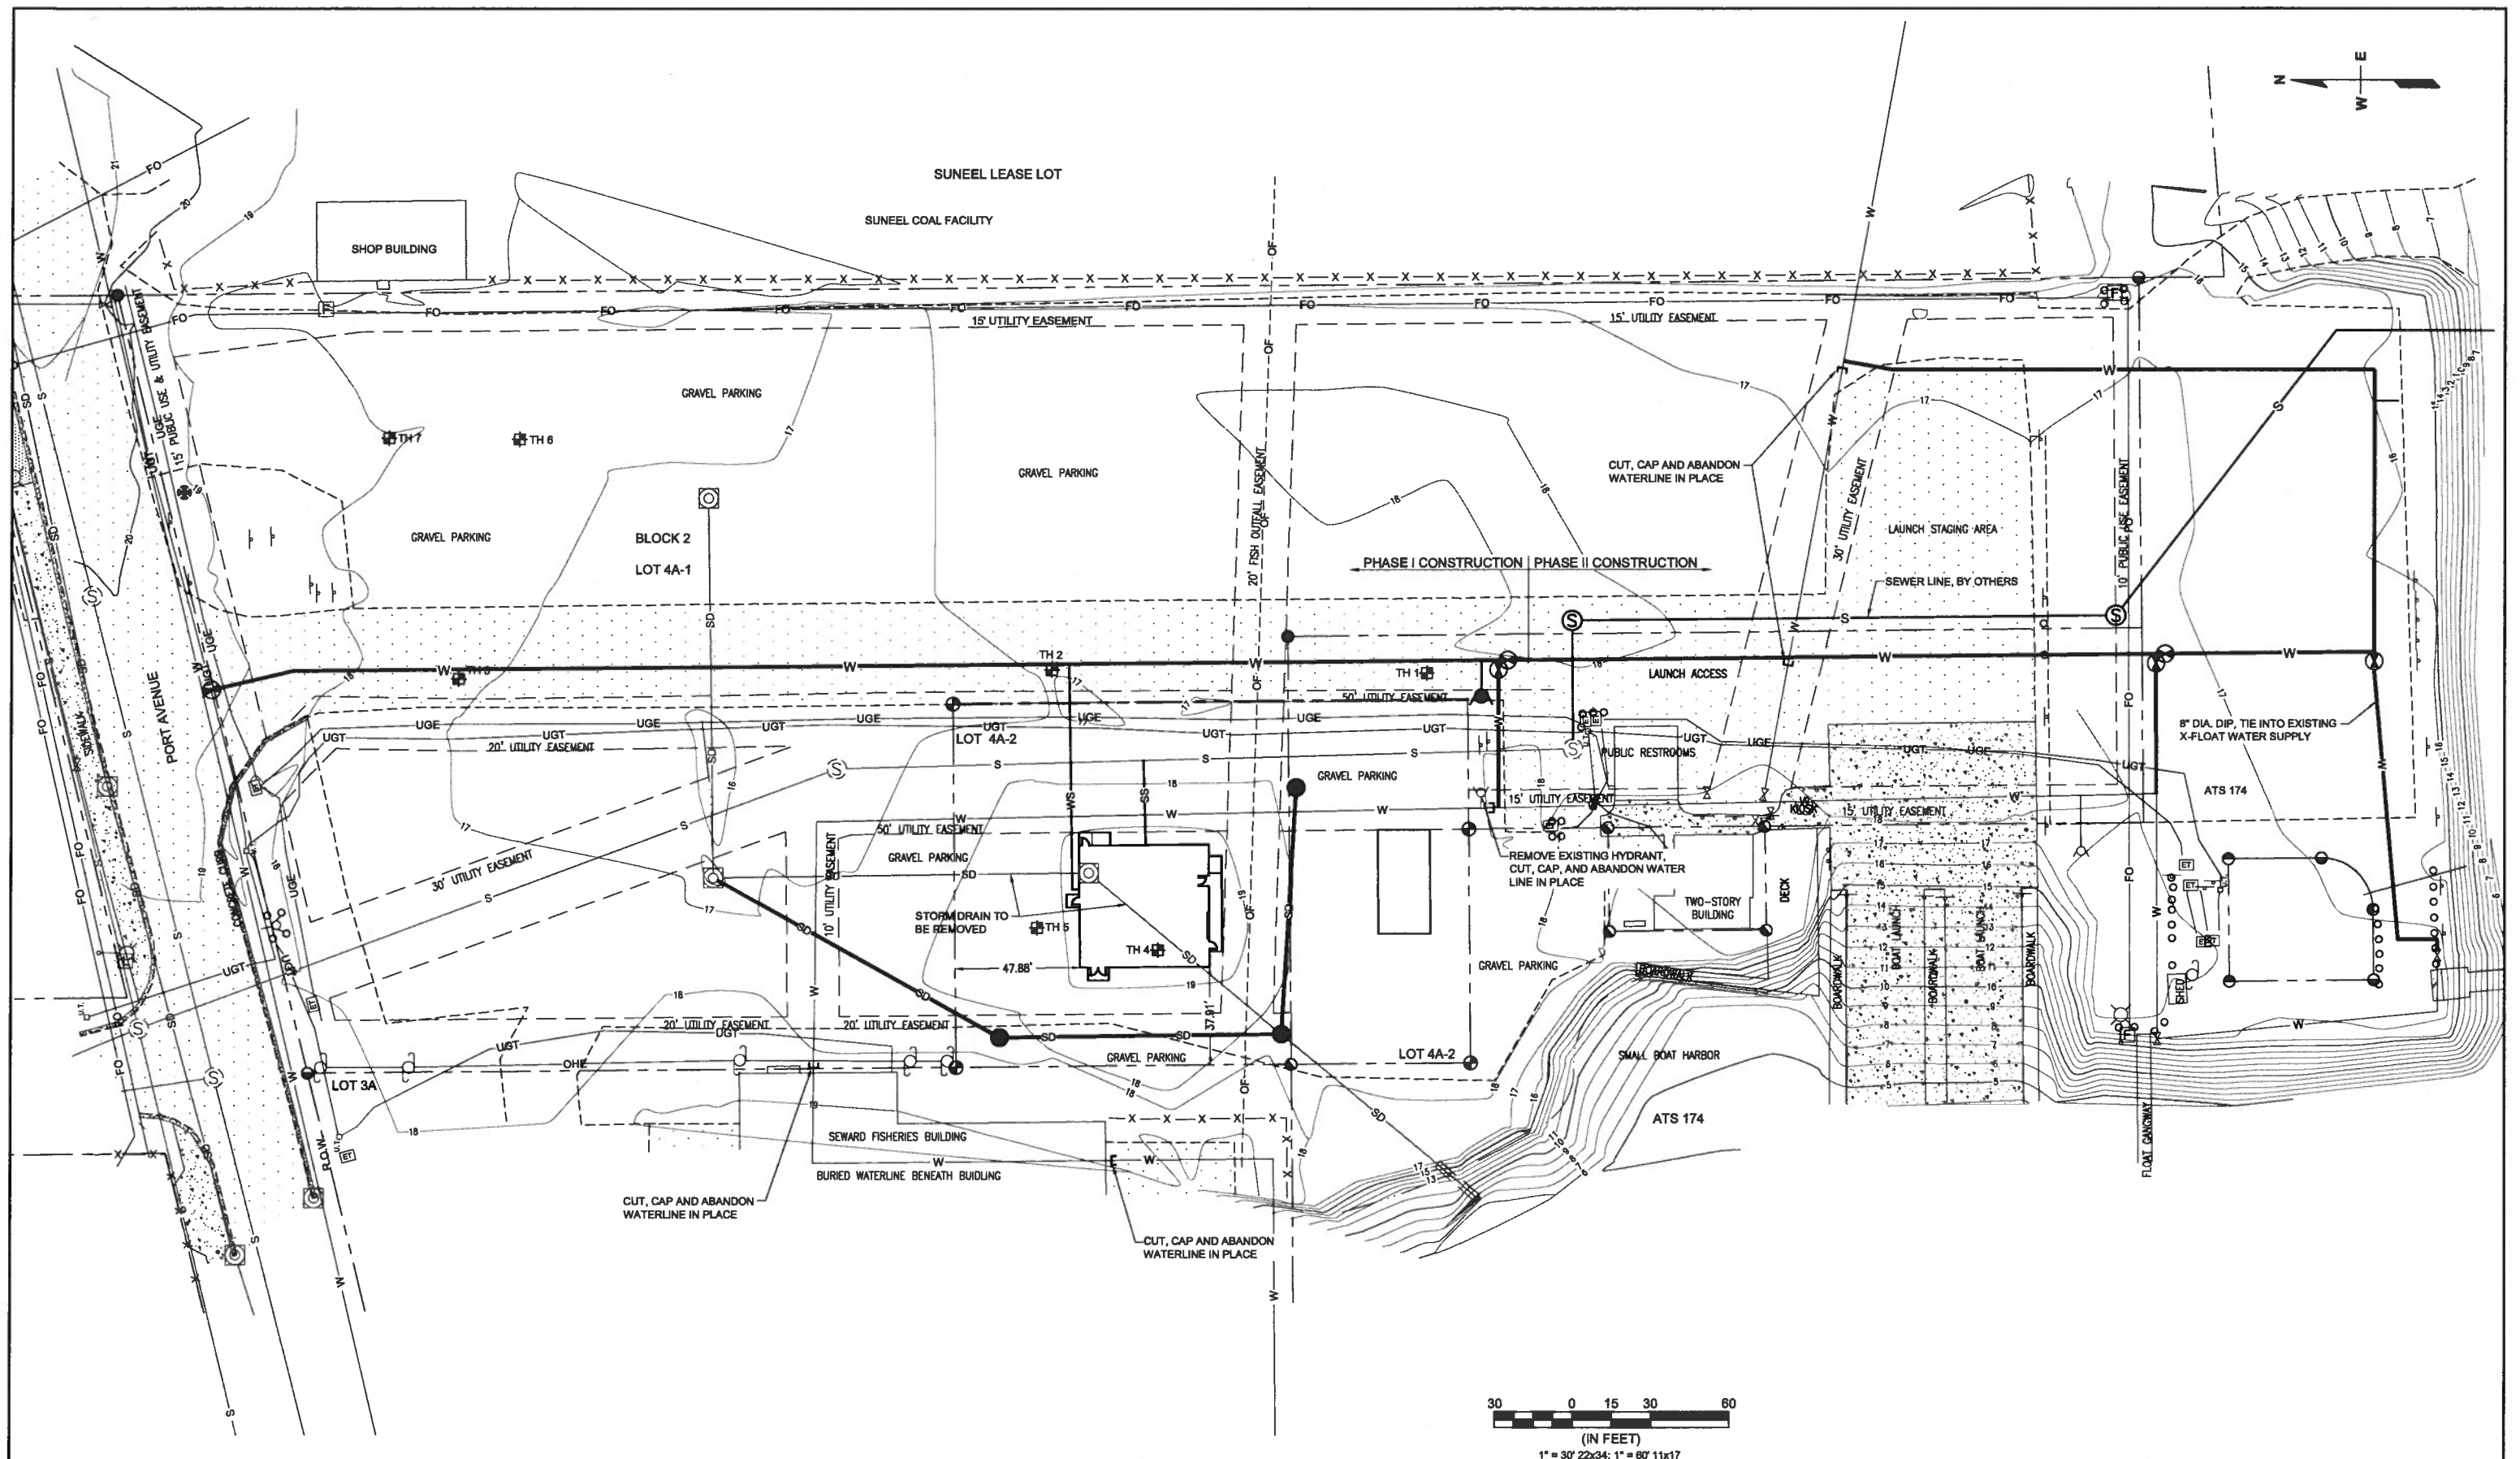 N
E
W
SUNEEL LEASE LOT
SUNEEL COAL FACILITY
SHOP BUILDING
15' UTILITY EASEMENT
15' UTILITY EASEMENT
15' PUBLIC USE & UTILITY EASEMENT
GRAVEL PARKING
TH 7
TH 6
GRAVEL PARKING
GRAVEL PARKING
BLOCK 2
LOT 4A-1
20' FISH OUTFALL EASEMENT
CUT, CAP AND ABANDON
WATERLINE IN PLACE
30' UTILITY EASEMENT
LAUNCH STAGING AREA
10' PUBLIC USE EASEMENT
PHASE I CONSTRUCTION
PHASE II CONSTRUCTION
SEWER LINE, BY OTHERS
PORT AVENUE
SIDEWALK
TH 3
TH 2
TH 1
LAUNCH ACCESS
50' UTILITY EASEMENT
20' UTILITY EASEMENT
LOT 4A-2
GRAVEL PARKING
PUBLIC RESTROOMS
8" DIA. DIP, TIE INTO EXISTING
X-FLOAT WATER SUPPLY
ATS 174
15' UTILITY EASEMENT
KIOSK
15' UTILITY EASEMENT
50' UTILITY EASEMENT
10' UTILITY EASEMENT
GRAVEL PARKING
30' UTILITY EASEMENT
CONCRETE CURB
STORM DRAIN TO
BE REMOVED
TH 5
TH 4
47.88'
37.91'
REMOVE EXISTING HYDRANT,
CUT, CAP, AND ABANDON WATER
LINE IN PLACE
TWO-STORY
BUILDING
DECK
GRAVEL PARKING
BOARDWALK
BOARDWALK
BOAT LAUNCH
BOARDWALK
BOAT LAUNCH
BOARDWALK
SHED
20' UTILITY EASEMENT
20' UTILITY EASEMENT
GRAVEL PARKING
LOT 4A-2
SMALL BOAT HARBOR
ATS 174
FLOAT GANGWAY
LOT 3A
R.O.W.
OHE
SEWARD FISHERIES BUILDING
BURIED WATERLINE BENEATH BUIDLING
CUT, CAP AND ABANDON
WATERLINE IN PLACE
CUT, CAP AND ABANDON
WATERLINE IN PLACE
30 0 15 30 60
(IN FEET)
1" = 30' 22x34; 1" = 60' 11x17